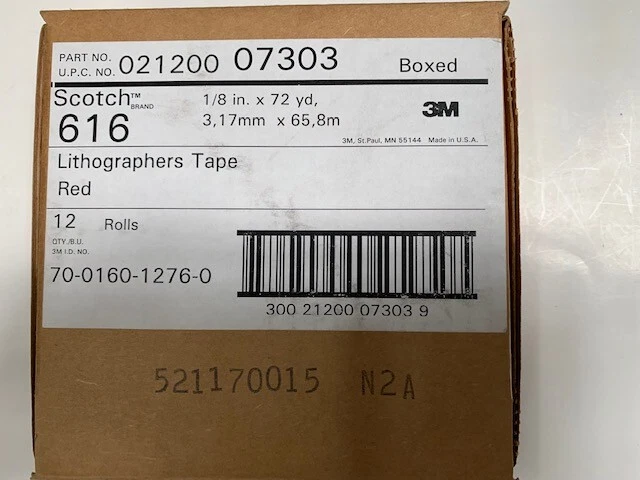 PART NO.
U.P.C. NO. 021200 07303 Boxed
Scotch™ BRAND 1/8 in. x 72 yd,
616 3,17mm x 65,8m 3M
3M, St.Paul, MN 55144 Made in U.S.A.
Lithographers Tape
Red
12 Rolls
QTY./B.U.
3M I.D. NO.
70-0160-1276-0
300 21200 07303 9
521170015 N2A